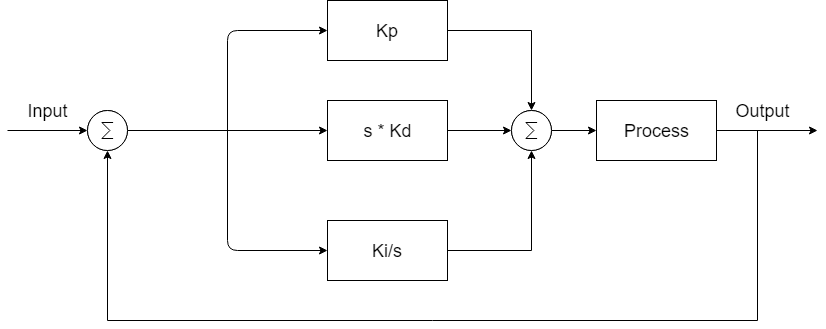 Kp
Input
Σ
s * Kd
Σ
Process
Output
Ki/s